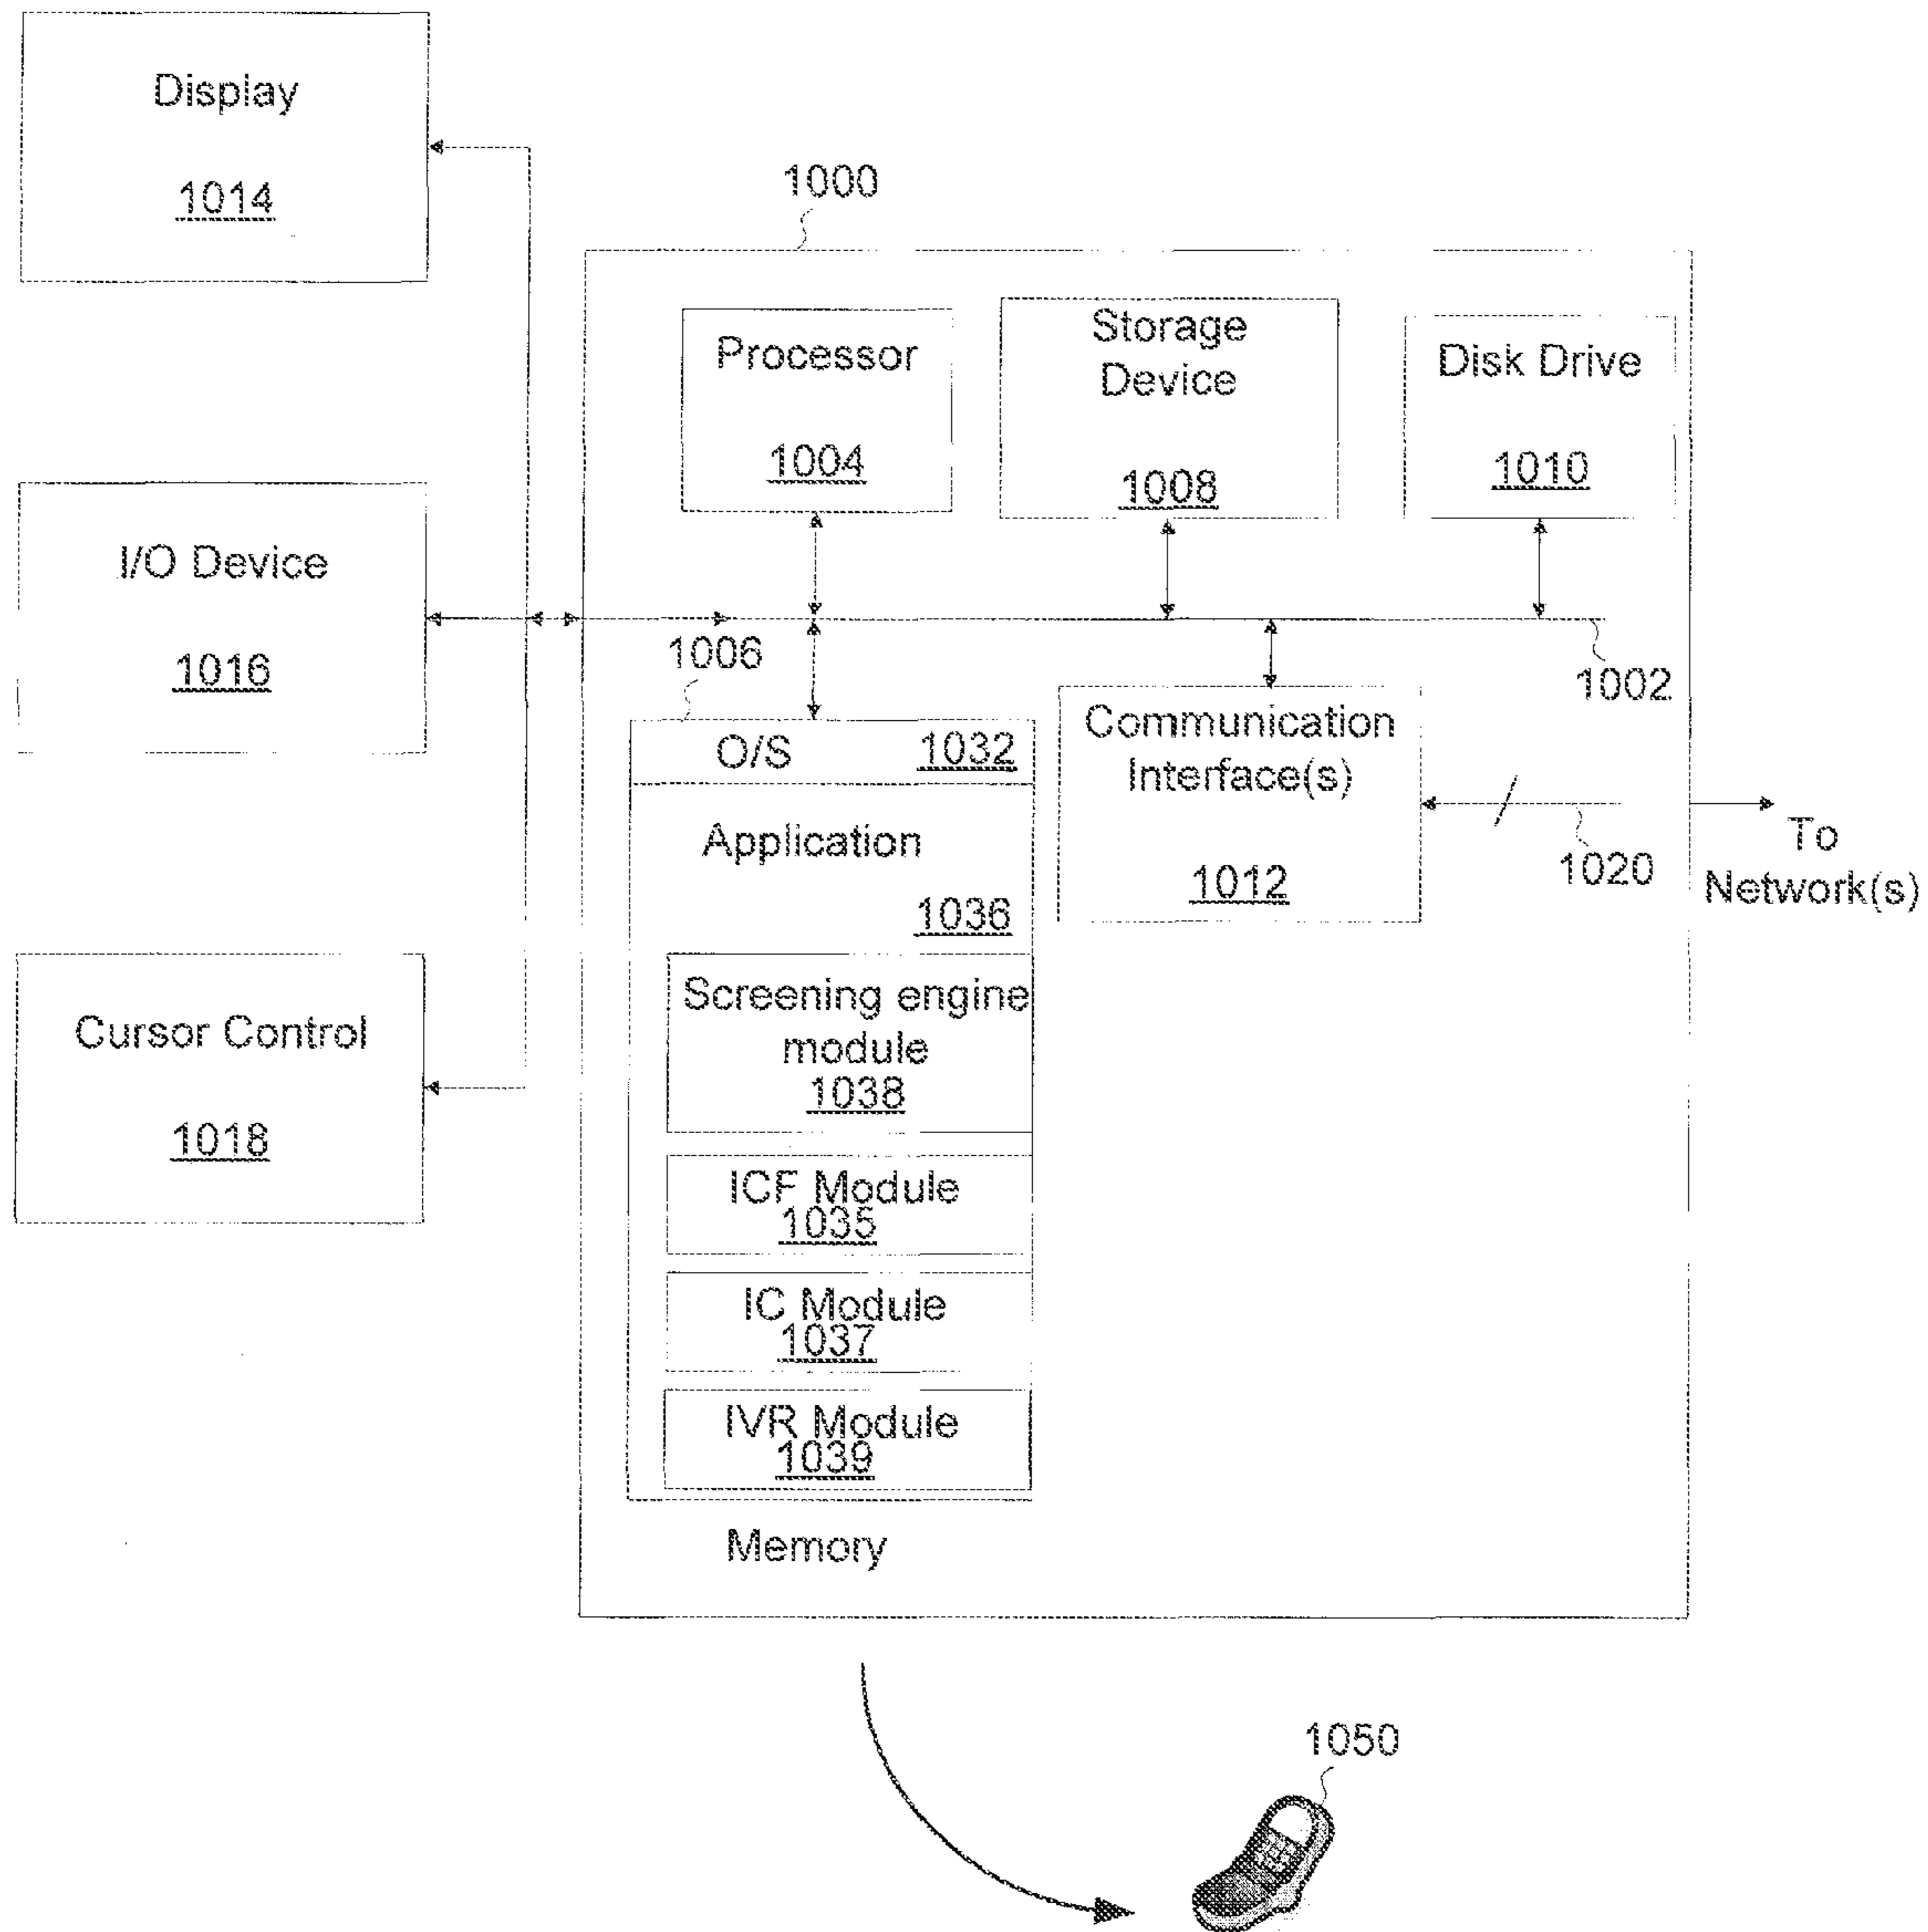 Display
1014
1000
Processor
1004
Storage
Device
1008
Disk Drive
1010
I/O Device
1016
1006
1002
O/S 1032
Application
1036
Communication
Interface(s)
1012
1020
To
Network(s)
Screening engine
module
1038
Cursor Control
1018
ICF Module
1035
IC Module
1037
IVR Module
1039
Memory
1050